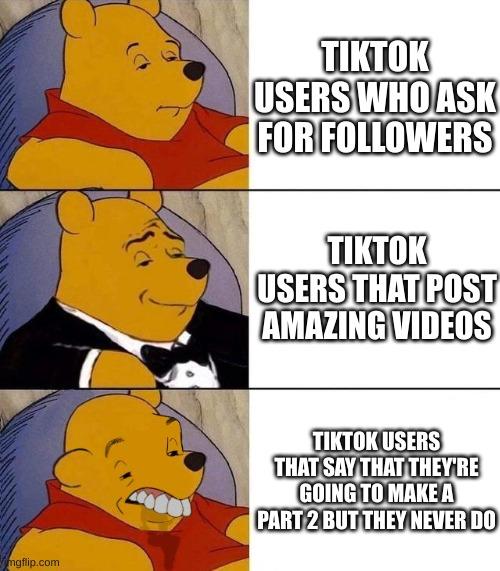 TIKTOK
USERS WHO ASK
FOR FOLLOWERS
TIKTOK
USERS THAT POST
AMAZING VIDEOS
TIKTOK USERS
THAT SAY THAT THEY'RE
GOING TO MAKE A
PART 2 BUT THEY NEVER DO
imgflip.com